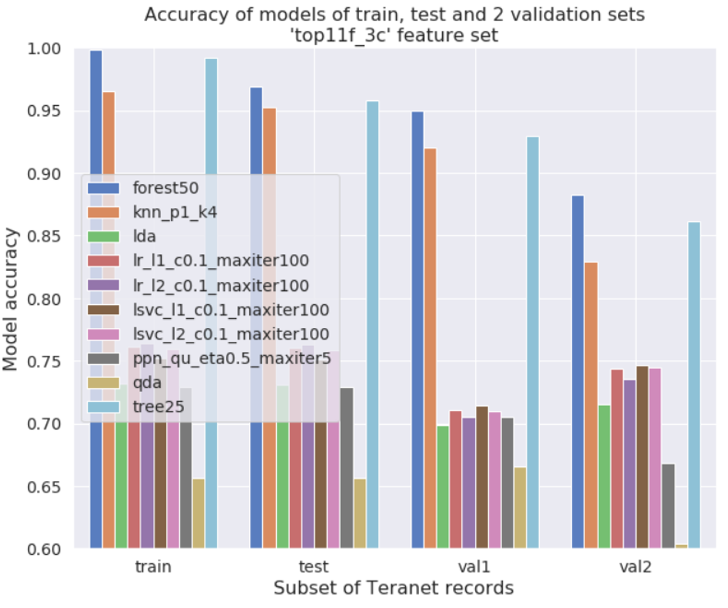 Accuracy of models of train, test and 2 validation sets
'top11f_3c' feature set
Model accuracy
1.00
0.95
0.90
0.85
0.80
0.75
0.70
0.65
0.60
forest50
knn_p1_k4
lda
lr_l1_c0.1_maxiter100
lr_l2_c0.1_maxiter100
lsvc_l1_c0.1_maxiter100
lsvc_l2_c0.1_maxiter100
ppn_qu_eta0.5_maxiter5
qda
tree25
train test val1 val2
Subset of Teranet records